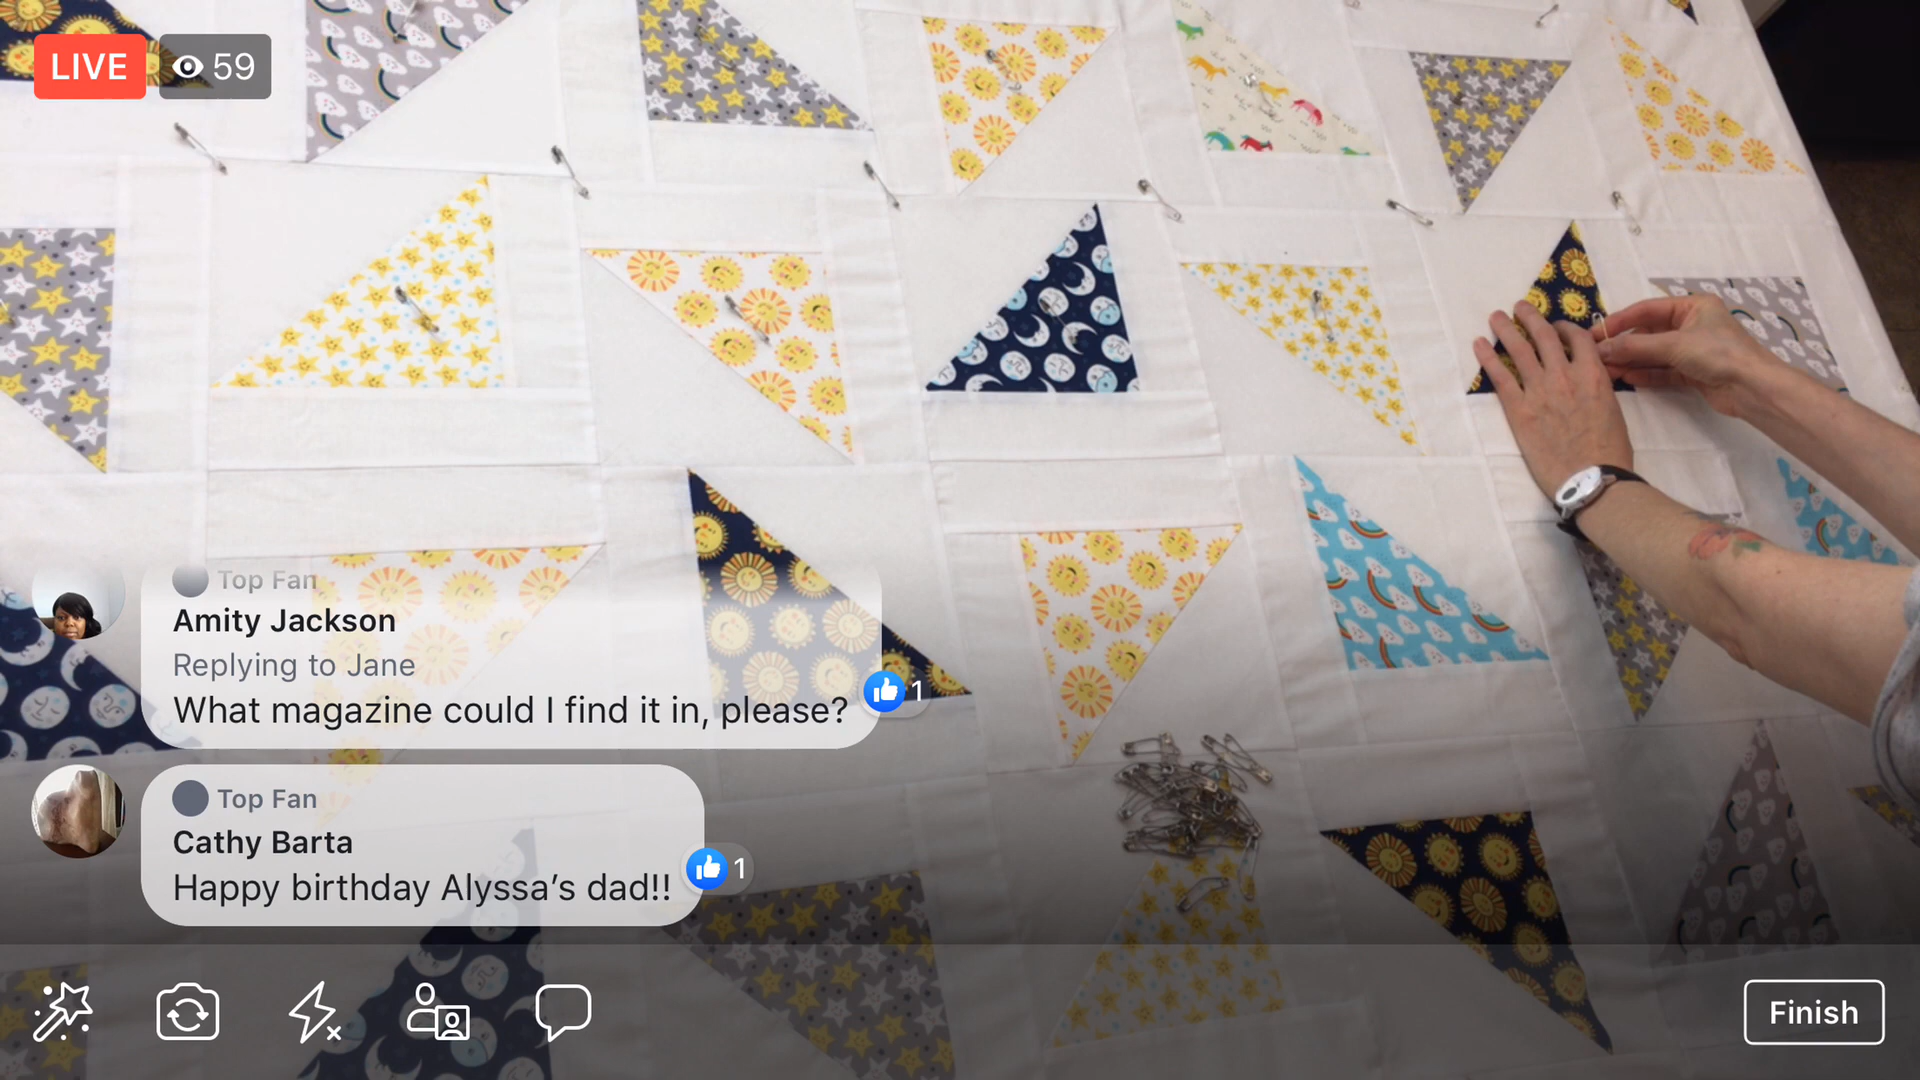 LIVE
59
Top Fan
Amity Jackson
Replying to Jane
What magazine could I find it in, please?
1
Top Fan
Cathy Barta
Happy birthday Alyssa’s dad!!
1
Finish